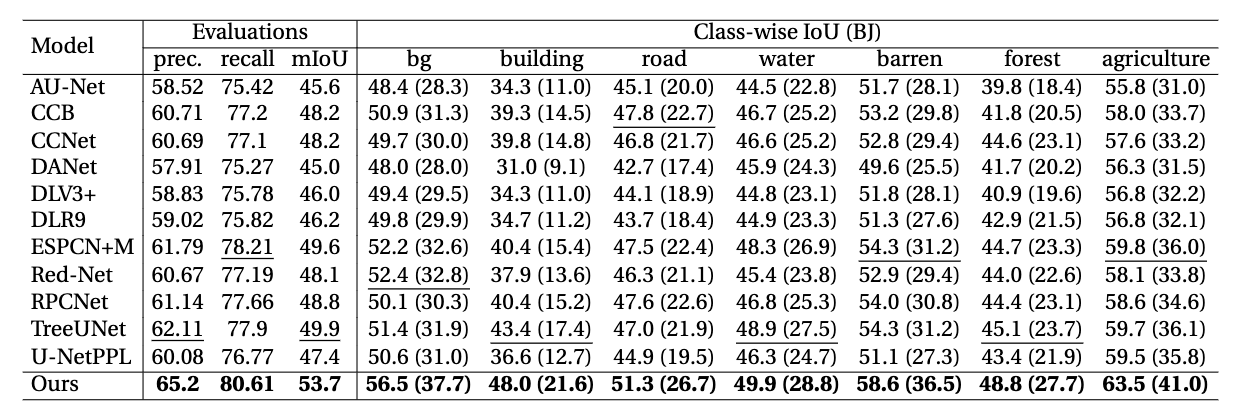 Model Evaluations Class-wise IoU (BJ)
prec. recall mIoU bg building road water barren forest agriculture
AU-Net 58.52 75.42 45.6 48.4 (28.3) 34.3 (11.0) 45.1 (20.0) 44.5 (22.8) 51.7 (28.1) 39.8 (18.4) 55.8 (31.0)
CCB 60.71 77.2 48.2 50.9 (31.3) 39.3 (14.5) 47.8 (22.7) 46.7 (25.2) 53.2 (29.8) 41.8 (20.5) 58.0 (33.7)
CCNet 60.69 77.1 48.2 49.7 (30.0) 39.8 (14.8) 46.8 (21.7) 46.6 (25.2) 52.8 (29.4) 44.6 (23.1) 57.6 (33.2)
DANet 57.91 75.27 45.0 48.0 (28.0) 31.0 (9.1) 42.7 (17.4) 45.9 (24.3) 49.6 (25.5) 41.7 (20.2) 56.3 (31.5)
DLV3+ 58.83 75.78 46.0 49.4 (29.5) 34.3 (11.0) 44.1 (18.9) 44.8 (23.1) 51.8 (28.1) 40.9 (19.6) 56.8 (32.2)
DLR9 59.02 75.82 46.2 49.8 (29.9) 34.7 (11.2) 43.7 (18.4) 44.9 (23.3) 51.3 (27.6) 42.9 (21.5) 56.8 (32.1)
ESPCN+M 61.79 78.21 49.6 52.2 (32.6) 40.4 (15.4) 47.5 (22.4) 48.3 (26.9) 54.3 (31.2) 44.7 (23.3) 59.8 (36.0)
Red-Net 60.67 77.19 48.1 52.4 (32.8) 37.9 (13.6) 46.3 (21.1) 45.4 (23.8) 52.9 (29.4) 44.0 (22.6) 58.1 (33.8)
RPCNet 61.14 77.66 48.8 50.1 (30.3) 40.4 (15.2) 47.6 (22.6) 46.8 (25.3) 54.0 (30.8) 44.4 (23.1) 58.6 (34.6)
TreeUNet 62.11 77.9 49.9 51.4 (31.9) 43.4 (17.4) 47.0 (21.9) 48.9 (27.5) 54.3 (31.2) 45.1 (23.7) 59.7 (36.1)
U-NetPPL 60.08 76.77 47.4 50.6 (31.0) 36.6 (12.7) 44.9 (19.5) 46.3 (24.7) 51.1 (27.3) 43.4 (21.9) 59.5 (35.8)
Ours 65.2 80.61 53.7 56.5 (37.7) 48.0 (21.6) 51.3 (26.7) 49.9 (28.8) 58.6 (36.5) 48.8 (27.7) 63.5 (41.0)